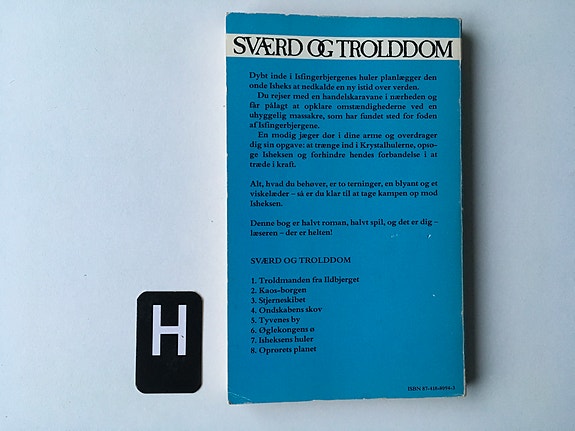 SVÆRD OG TROLDDOM
Dybt inde i Isfingerbjergenes huler planlægger den
onde Isheks at nedkalde en ny istid over verden.
Du rejser med en handelskaravane i nærheden og
får pålagt at opklare omstændighederne ved en
uhyggelig massakre, som har fundet sted for foden
af Isfingerbjergene.
En modig jæger dør i dine arme og overdrager
dig sin opgave: at trænge ind i Krystalhulerne, opsø-
ge Isheksen og forhindre hendes forbandelse i at
træde i kraft.
Alt, hvad du behøver, er to terninger, en blyant og et
viskelæder – så er du klar til at tage kampen op mod
Isheksen.
Denne bog er halvt roman, halvt spil, og det er dig –
læseren – der er helten!
SVÆRD OG TROLDDOM
1. Troldmanden fra Ildbjerget
2. Kaos-borgen
3. Stjerneskibet
4. Ondskabens skov
5. Tyvenes by
6. Øglekongens ø
7. Isheksens huler
8. Oprørets planet
ISBN 87-418-8994-3
H